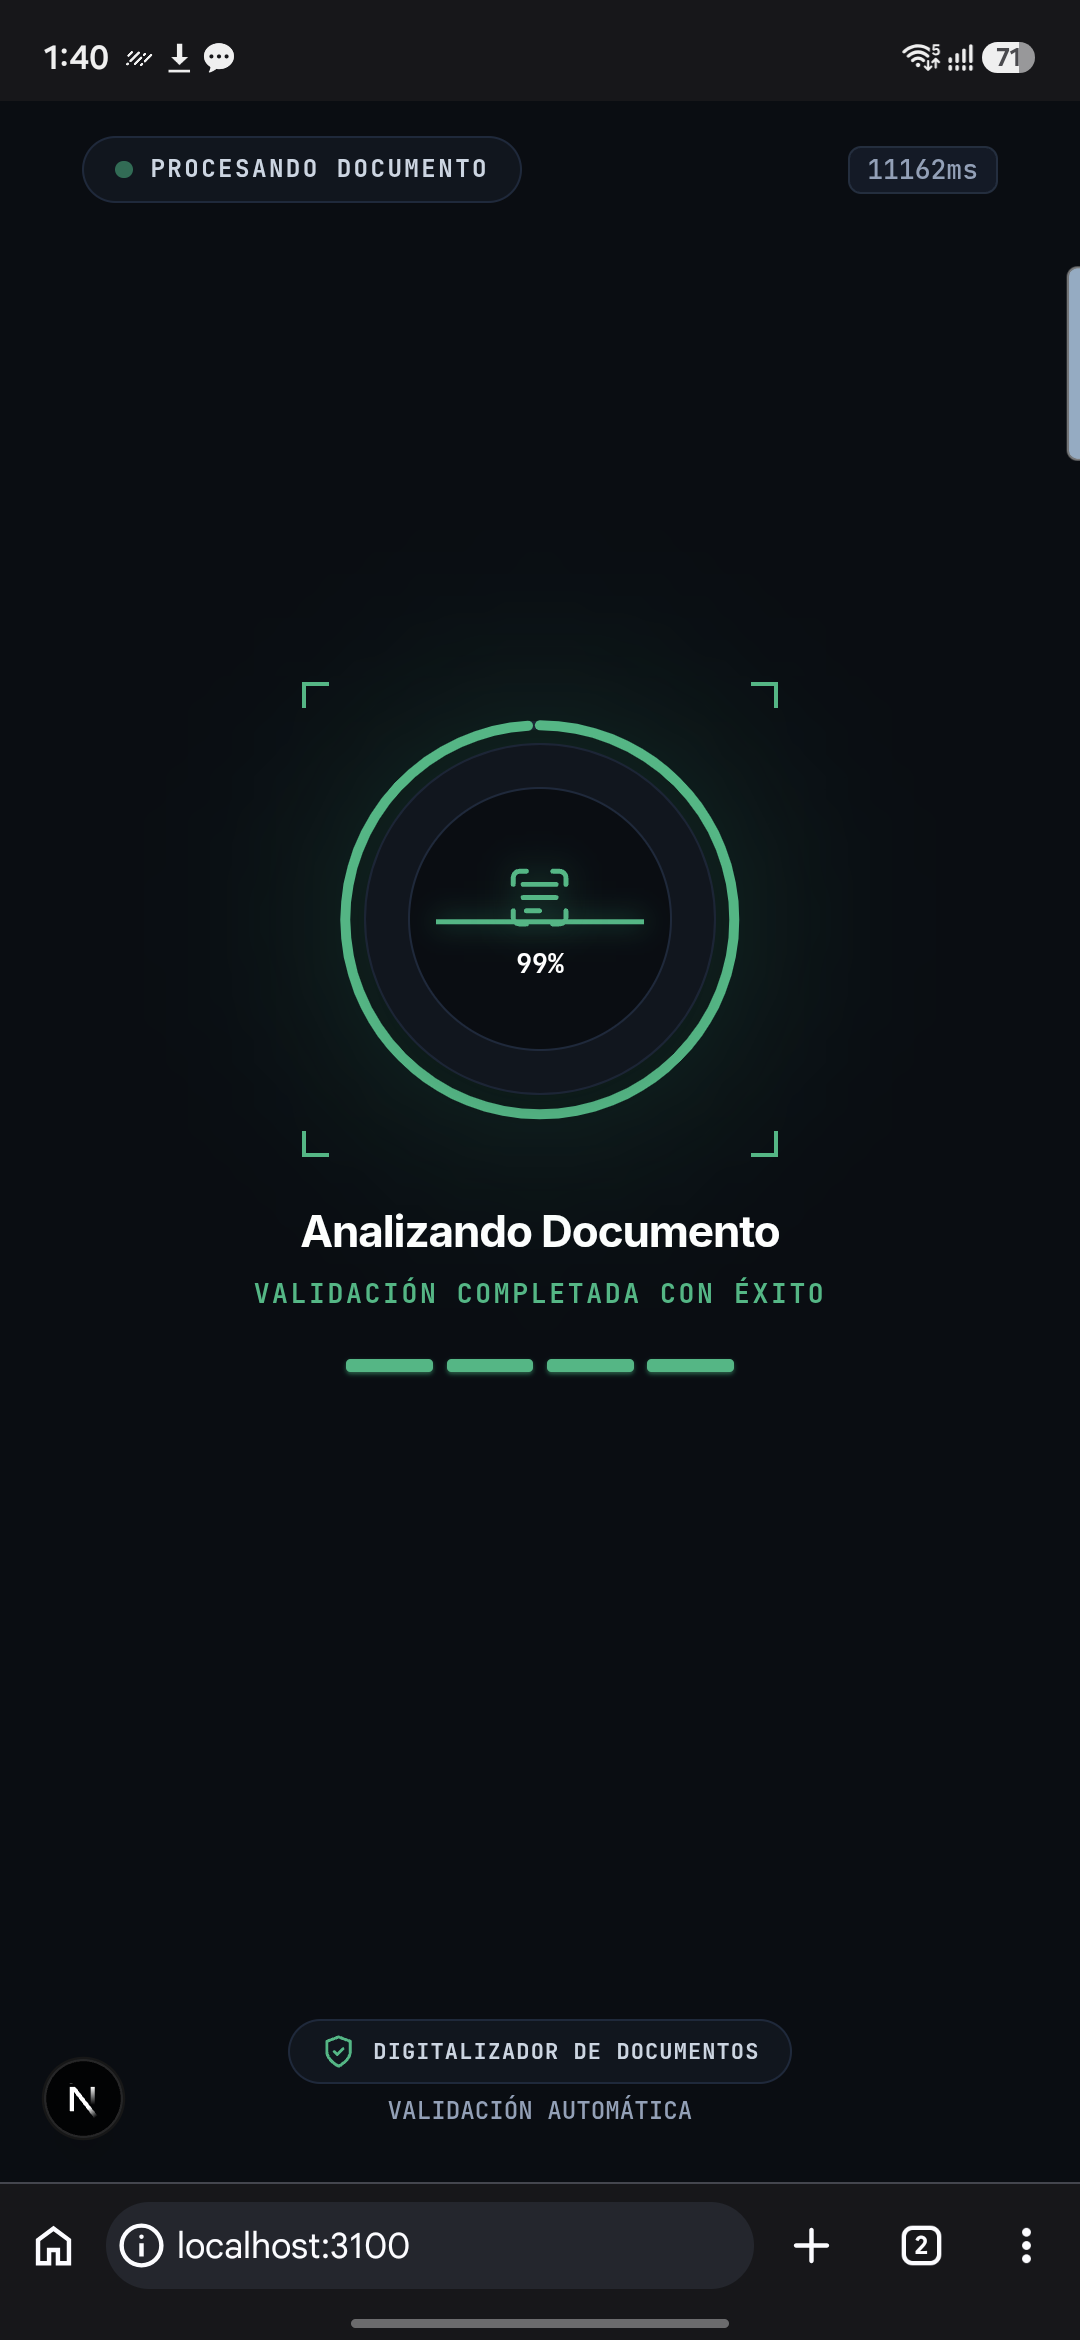 1:40
5
71
PROCESANDO DOCUMENTO
11162ms
99%
Analizando Documento
VALIDACIÓN COMPLETADA CON ÉXITO
DIGITALIZADOR DE DOCUMENTOS
VALIDACIÓN AUTOMÁTICA
N
localhost:3100
2